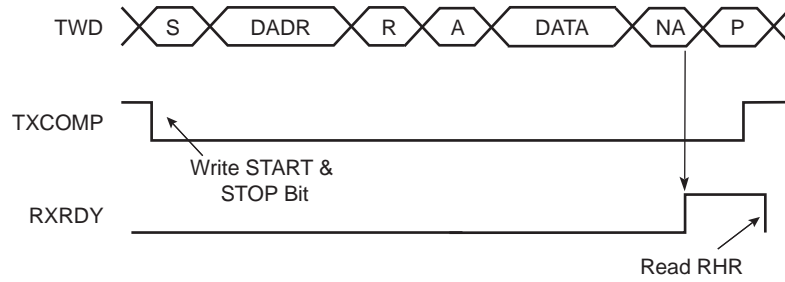 TWD S DADR R A DATA NA P
TXCOMP
Write START &
STOP Bit
RXRDY
Read RHR